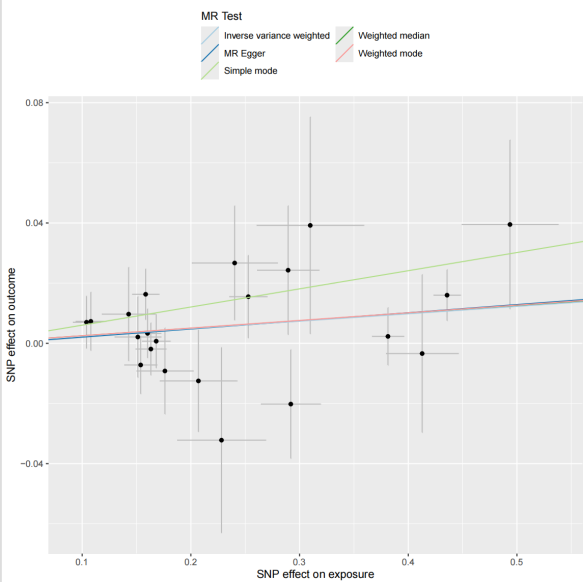 MR Test
Inverse variance weighted
Weighted median
MR Egger
Weighted mode
Simple mode
0.08
0.04
0.00
−0.04
SNP effect on outcome
0.1
0.2
0.3
0.4
0.5
SNP effect on exposure